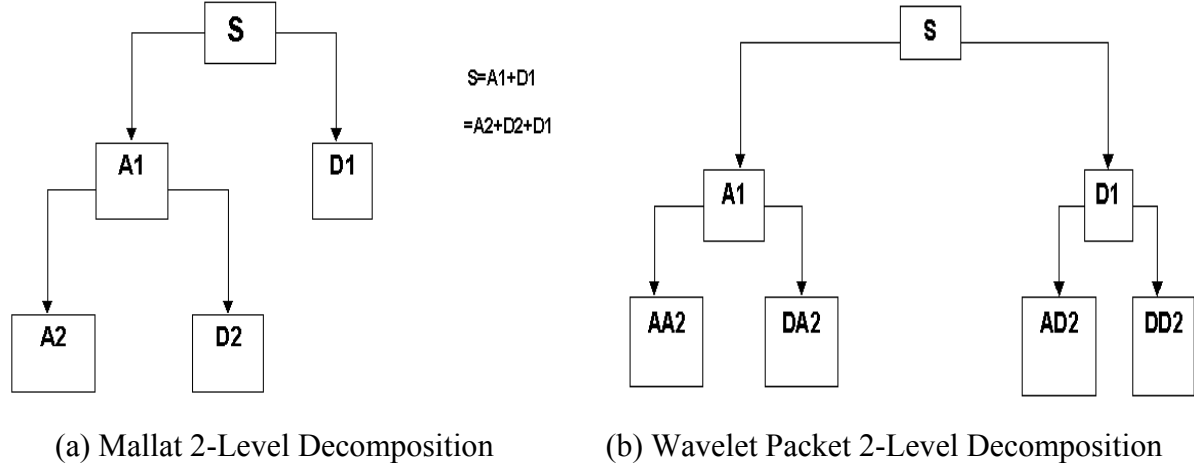 S
S=A1+D1
=A2+D2+D1
A1
D1
A2
D2
(a) Mallat 2-Level Decomposition
S
A1
D1
AA2
DA2
AD2
DD2
(b) Wavelet Packet 2-Level Decomposition